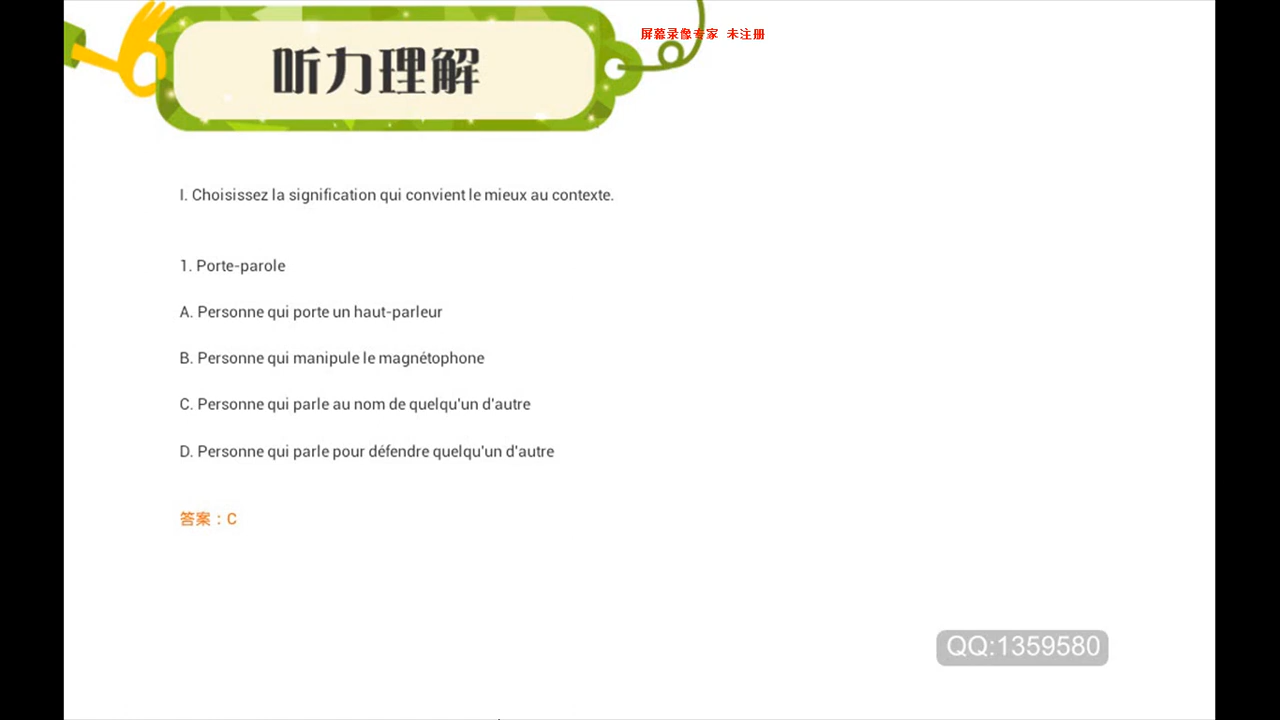 屏幕录像专家 未注册
听力理解
I. Choisissez la signification qui convient le mieux au contexte.
1. Porte-parole
A. Personne qui porte un haut-parleur
B. Personne qui manipule le magnétophone
C. Personne qui parle au nom de quelqu'un d'autre
D. Personne qui parle pour défendre quelqu'un d'autre
答案：C
QQ:1359580